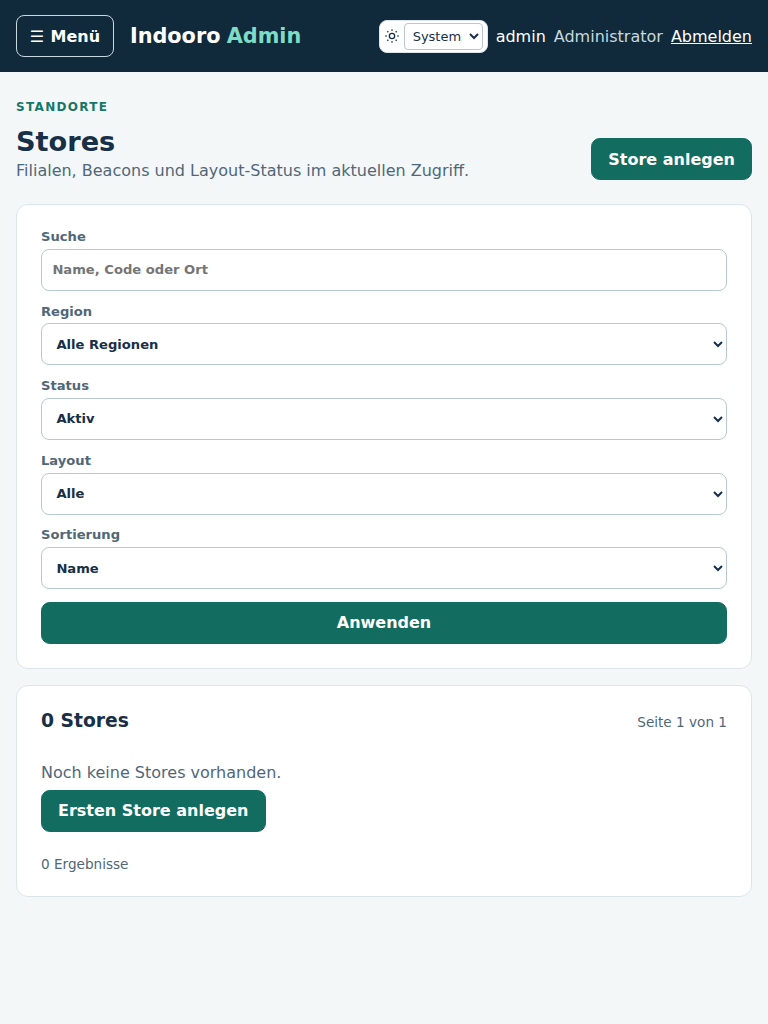 ☰ Menü
Indooro Admin
System
admin Administrator Abmelden
STANDORTE
Stores
Filialen, Beacons und Layout-Status im aktuellen Zugriff.
Store anlegen
Suche
Name, Code oder Ort
Region
Alle Regionen
Status
Aktiv
Layout
Alle
Sortierung
Name
Anwenden
0 Stores
Seite 1 von 1
Noch keine Stores vorhanden.
Ersten Store anlegen
0 Ergebnisse